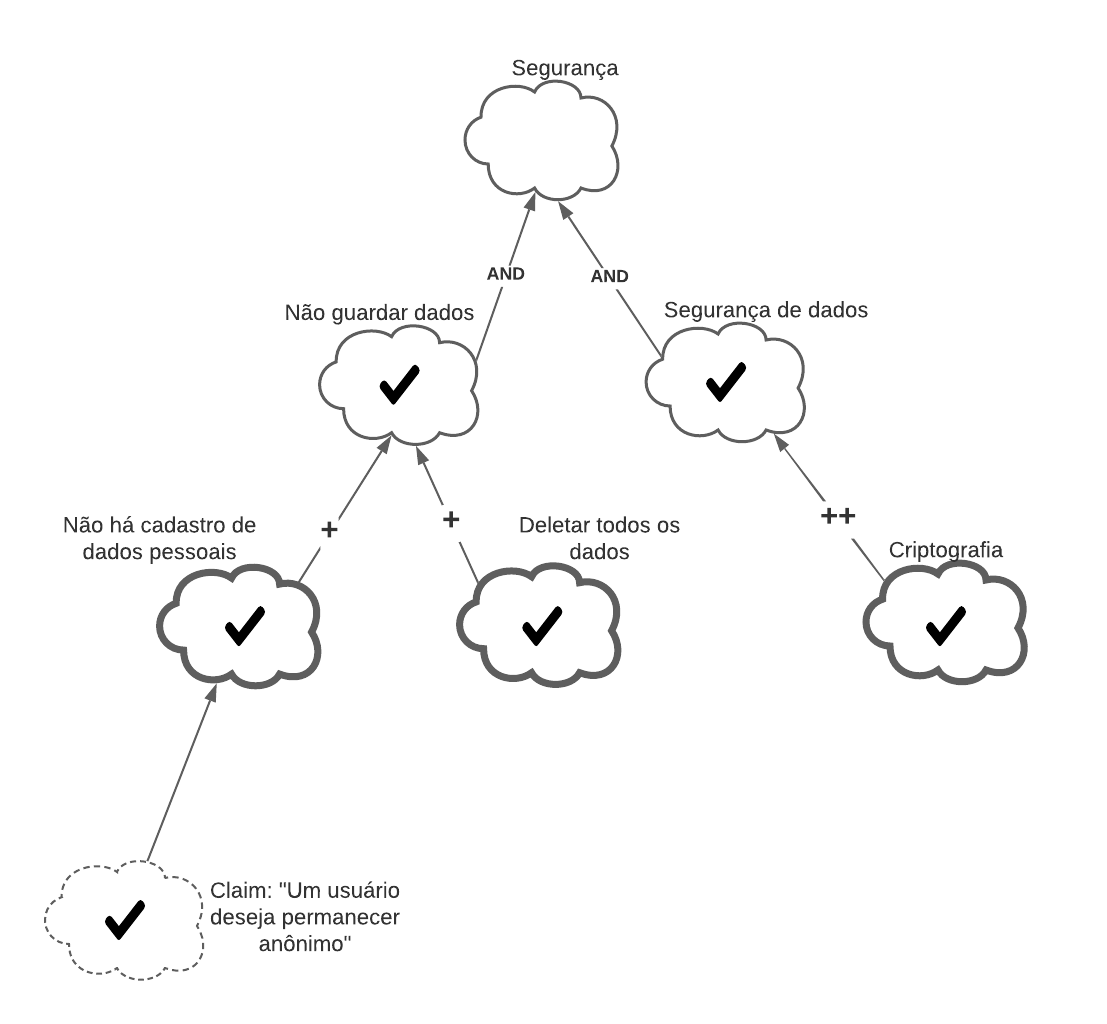 Segurança
AND
AND
Não guardar dados
Segurança de dados
+
+
++
Não há cadastro de
dados pessoais
Deletar todos os
dados
Criptografia
Claim: "Um usuário
deseja permanecer
anônimo"